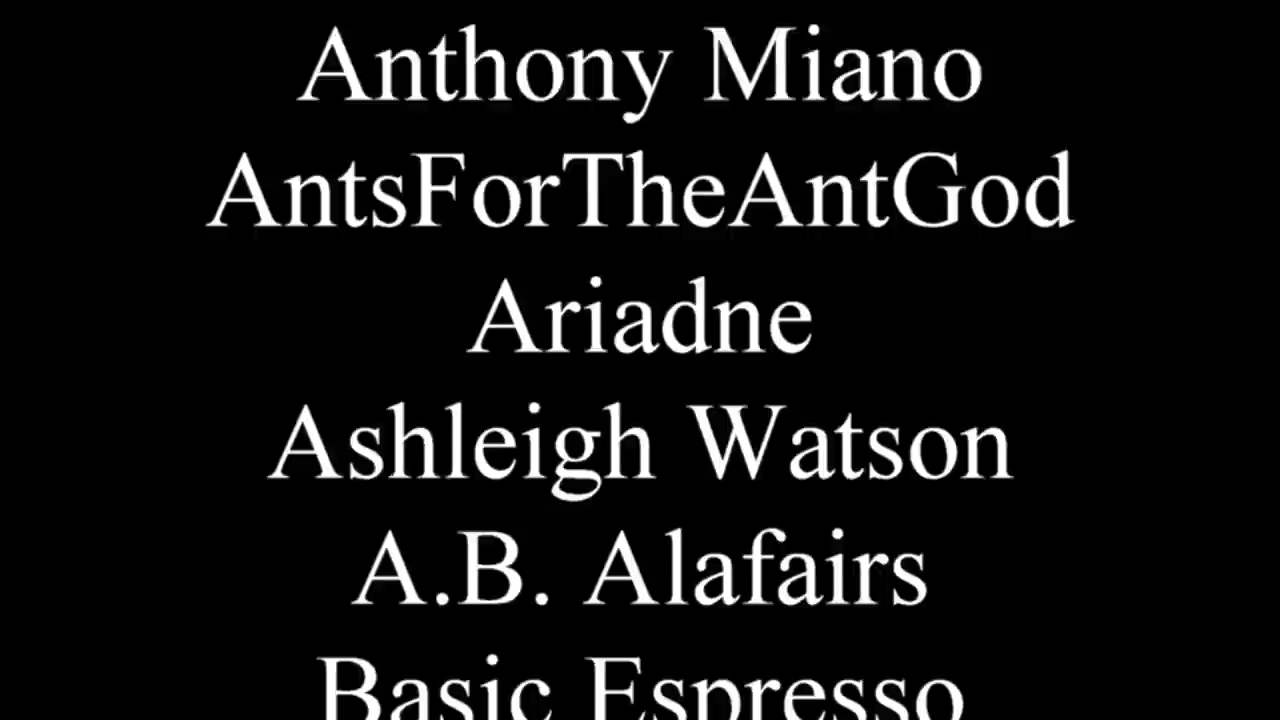 Anthony Miano
AntsForTheAntGod
Ariadne
Ashleigh Watson
A.B. Alafairs
Basic Espresso